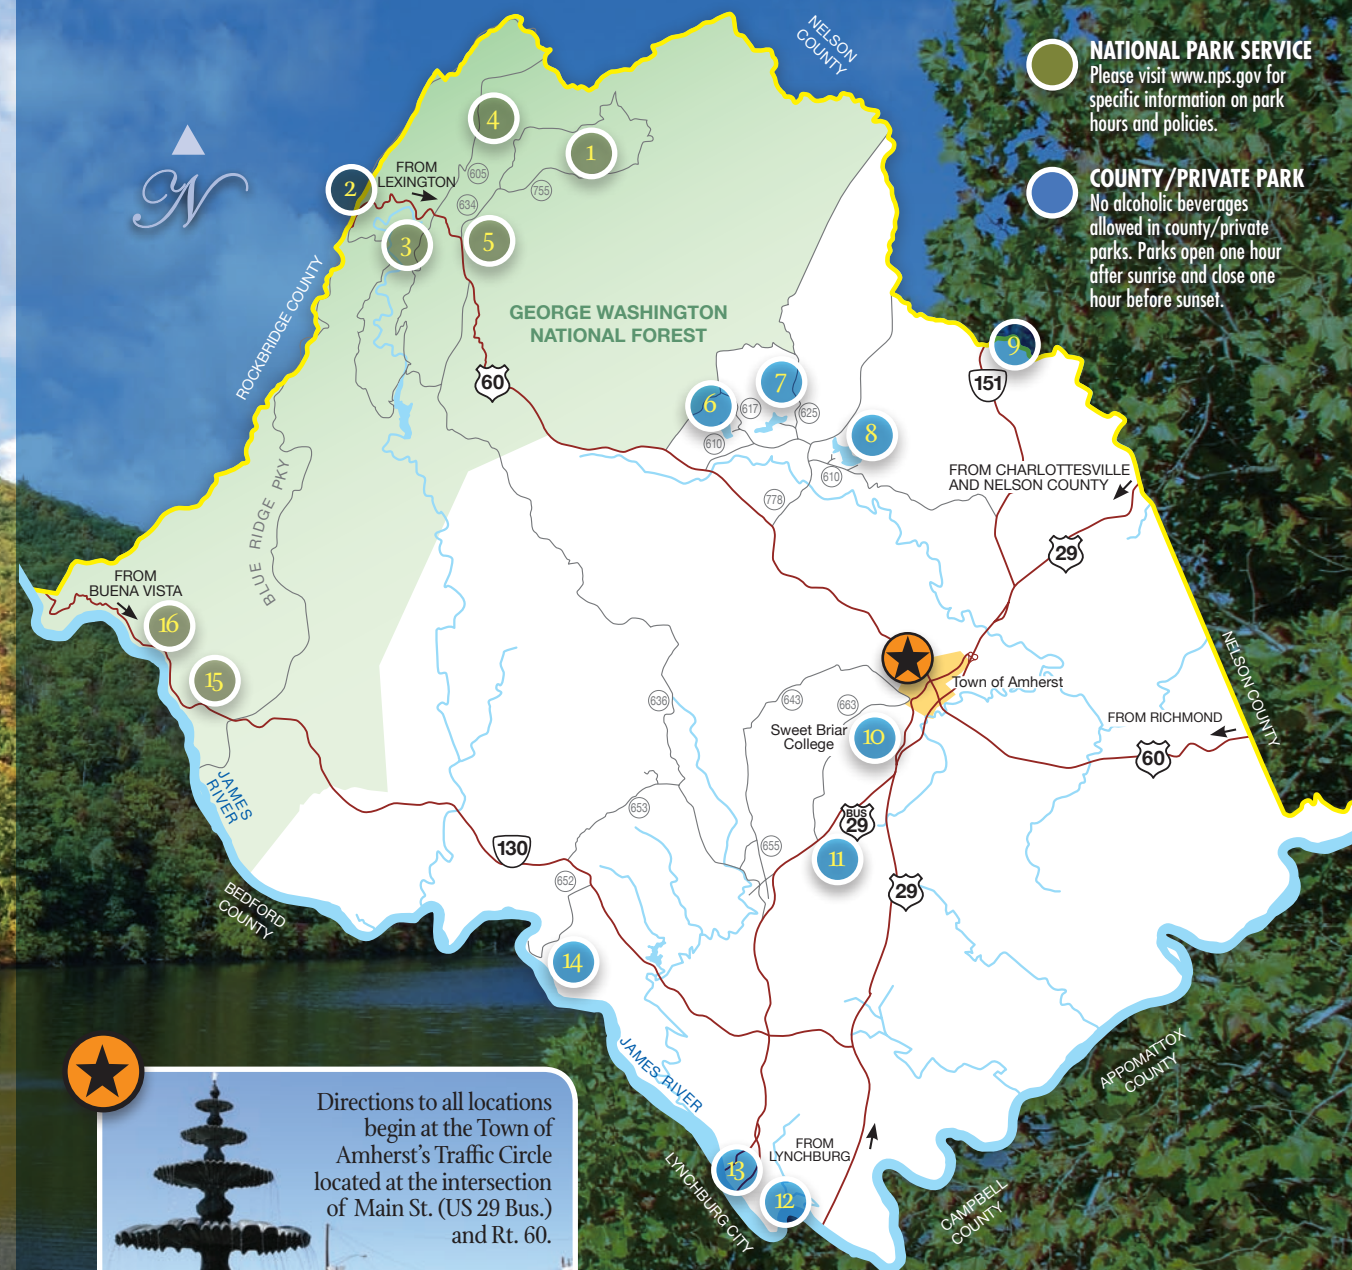 NELSON
COUNTY
NATIONAL PARK SERVICE
Please visit www.nps.gov for
specific information on park
hours and policies.
COUNTY/PRIVATE PARK
No alcoholic beverages
allowed in county/private
parks. Parks open one hour
after sunrise and close one
hour before sunset.
N
4
1
2
FROM
LEXINGTON
605
755
634
3
5
ROCKBRIDGE COUNTY
GEORGE WASHINGTON
NATIONAL FOREST
9
60
151
7
6
617
625
8
610
610
FROM CHARLOTTESVILLE
AND NELSON COUNTY
778
29
BLUE RIDGE PKY
FROM
BUENA VISTA
16
15
Town of Amherst
NELSON COUNTY
636
643
663
Sweet Briar
College
10
FROM RICHMOND
60
JAMES
RIVER
653
BUS
29
130
655
11
652
29
BEDFORD
COUNTY
14
JAMES RIVER
APPOMATTOX
COUNTY
FROM
LYNCHBURG
13
12
LYNCHBURG CITY
CAMPBELL
COUNTY
Directions to all locations
begin at the Town of
Amherst's Traffic Circle
located at the intersection
of Main St. (US 29 Bus.)
and Rt. 60.